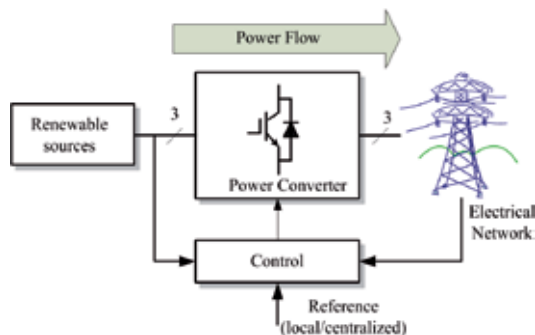 Power Flow
Renewable
sources
3
3
Power Converter
Electrical
Network
Control
Reference
(local/centralized)